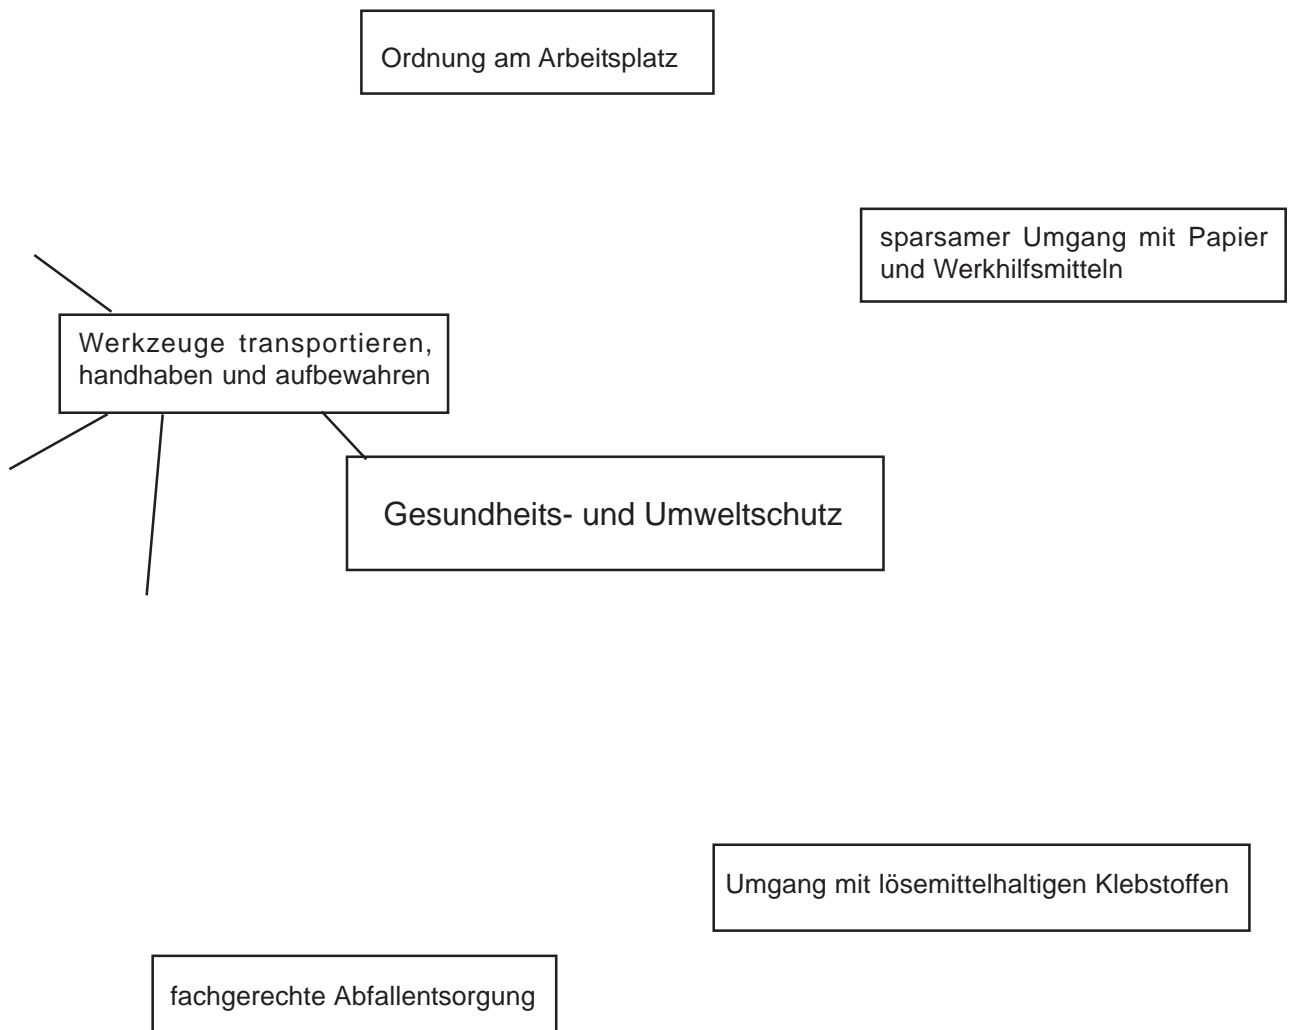 Ordnung am Arbeitsplatz
sparsamer Umgang mit Papier
und Werkhilfsmitteln
Werkzeuge transportieren,
handhaben und aufbewahren
Gesundheits- und Umweltschutz
Umgang mit lösemittelhaltigen Klebstoffen
fachgerechte Abfallentsorgung